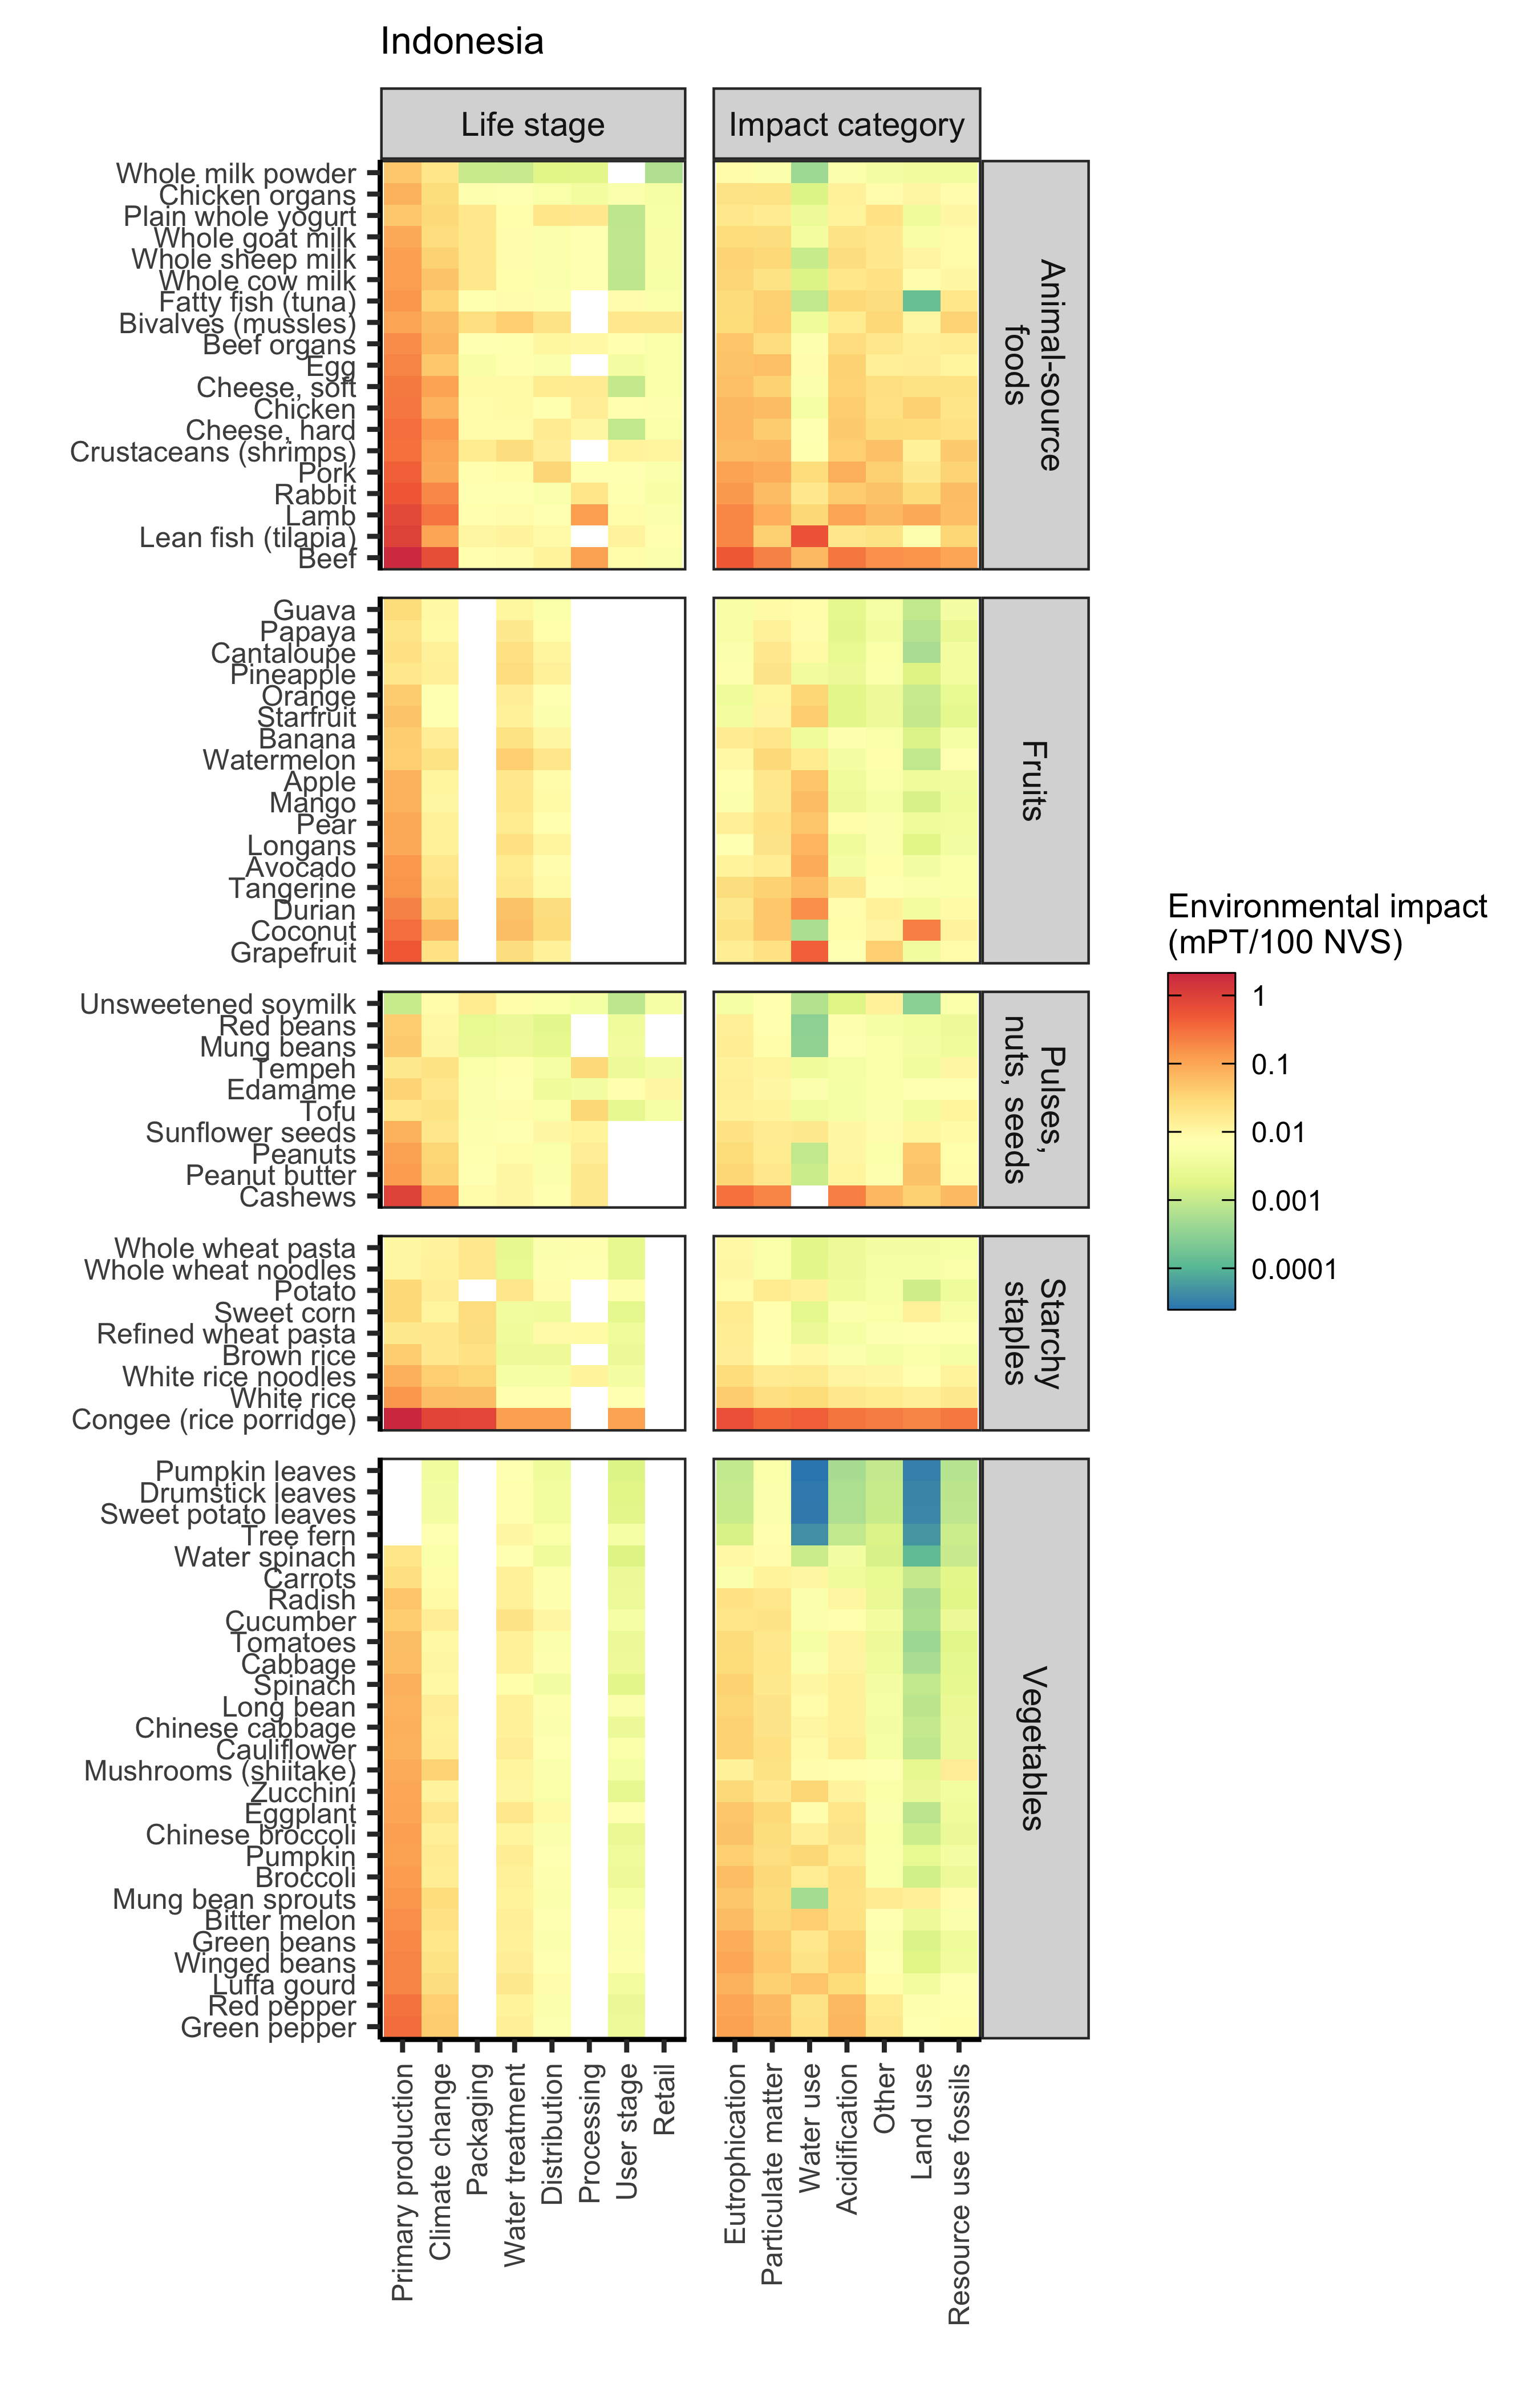 Indonesia
Life stage
Impact category
Whole milk powder
Chicken organs
Plain whole yogurt
Whole goat milk
Whole sheep milk
Whole cow milk
Fatty fish (tuna)
Bivalves (mussles)
Beef organs
Egg
Cheese, soft
Chicken
Cheese, hard
Crustaceans (shrimps)
Pork
Rabbit
Lamb
Lean fish (tilapia)
Beef
Animal-source
foods
Guava
Papaya
Cantaloupe
Pineapple
Orange
Starfruit
Banana
Watermelon
Apple
Mango
Pear
Longans
Avocado
Tangerine
Durian
Coconut
Grapefruit
Fruits
Unsweetened soymilk
Red beans
Mung beans
Tempeh
Edamame
Tofu
Sunflower seeds
Peanuts
Peanut butter
Cashews
Pulses,
nuts, seeds
Whole wheat pasta
Whole wheat noodles
Potato
Sweet corn
Refined wheat pasta
Brown rice
White rice noodles
White rice
Congee (rice porridge)
Starchy
staples
Pumpkin leaves
Drumstick leaves
Sweet potato leaves
Tree fern
Water spinach
Carrots
Radish
Cucumber
Tomatoes
Cabbage
Spinach
Long bean
Chinese cabbage
Cauliflower
Mushrooms (shiitake)
Zucchini
Eggplant
Chinese broccoli
Pumpkin
Broccoli
Mung bean sprouts
Bitter melon
Green beans
Winged beans
Luffa gourd
Red pepper
Green pepper
Vegetables
Primary production
Climate change
Packaging
Water treatment
Distribution
Processing
User stage
Retail
Eutrophication
Particulate matter
Water use
Acidification
Other
Land use
Resource use fossils
Environmental impact
(mPT/100 NVS)
1
0.1
0.01
0.001
0.0001